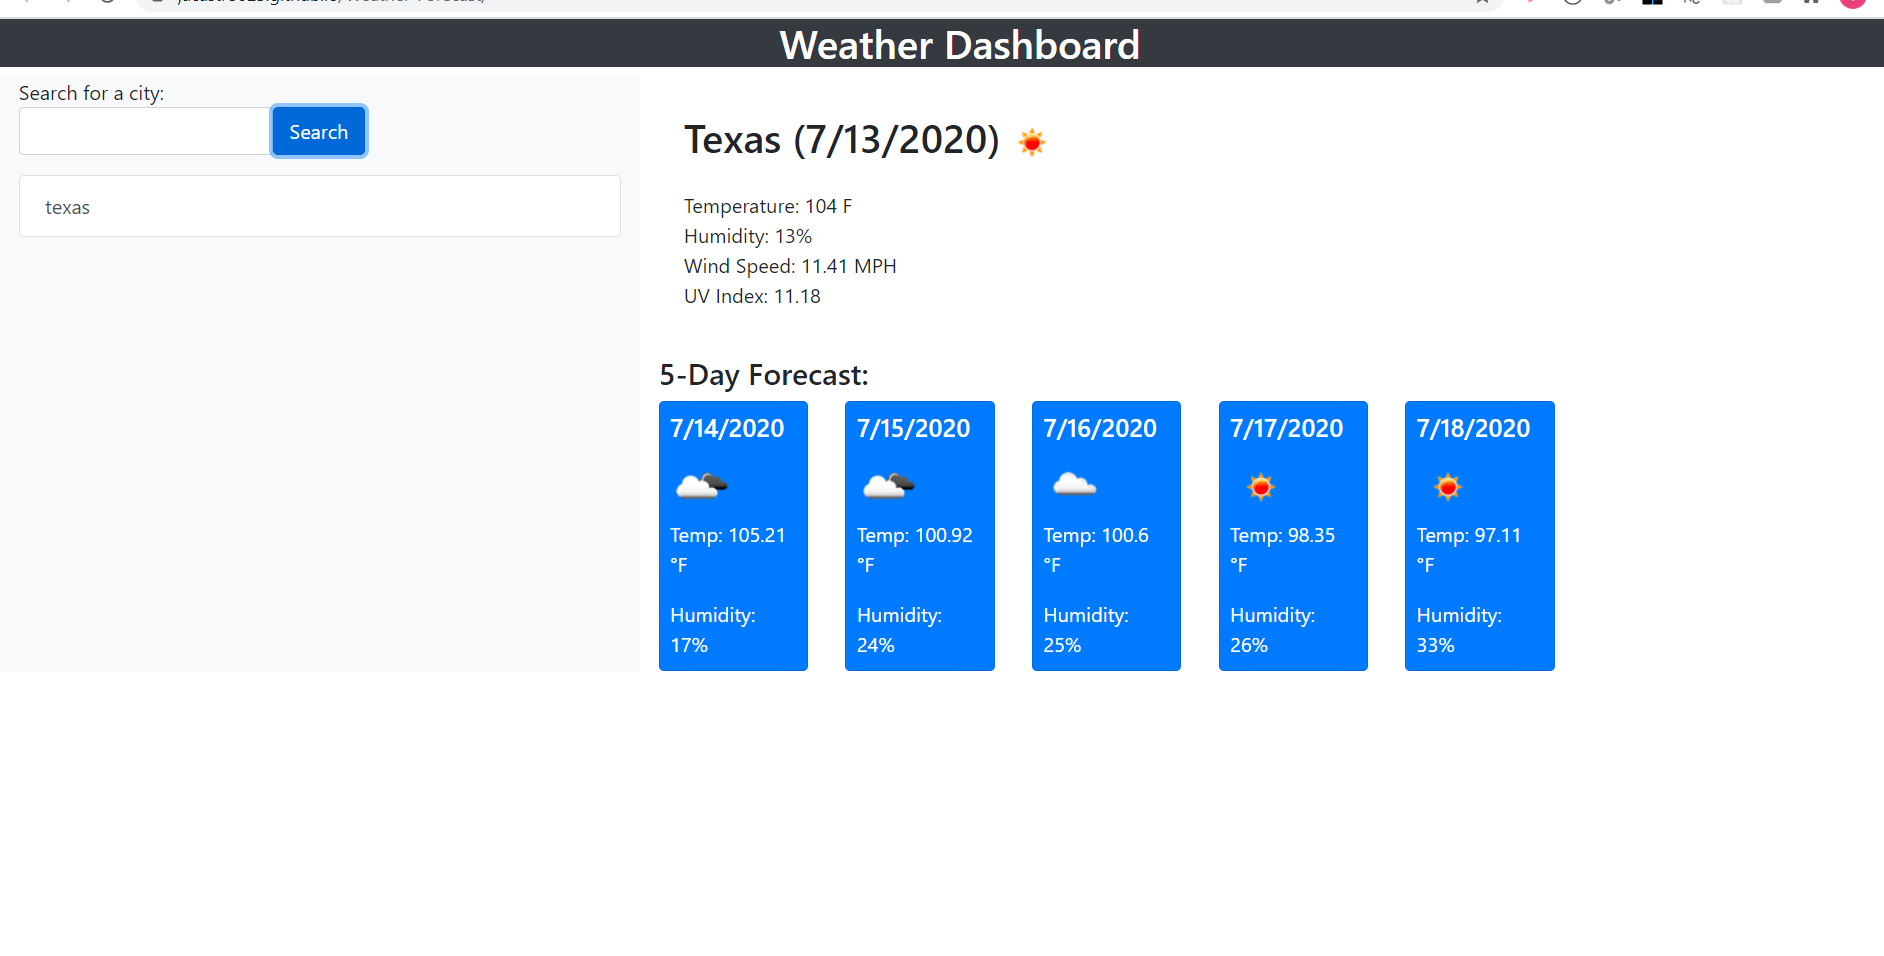 Weather Dashboard
Search for a city:
Search
texas
Texas (7/13/2020)
Temperature: 104 F
Humidity: 13%
Wind Speed: 11.41 MPH
UV Index: 11.18
5-Day Forecast:
7/14/2020
Temp: 105.21
°F
Humidity:
17%
7/15/2020
Temp: 100.92
°F
Humidity:
24%
7/16/2020
Temp: 100.6
°F
Humidity:
25%
7/17/2020
Temp: 98.35
°F
Humidity:
26%
7/18/2020
Temp: 97.11
°F
Humidity:
33%